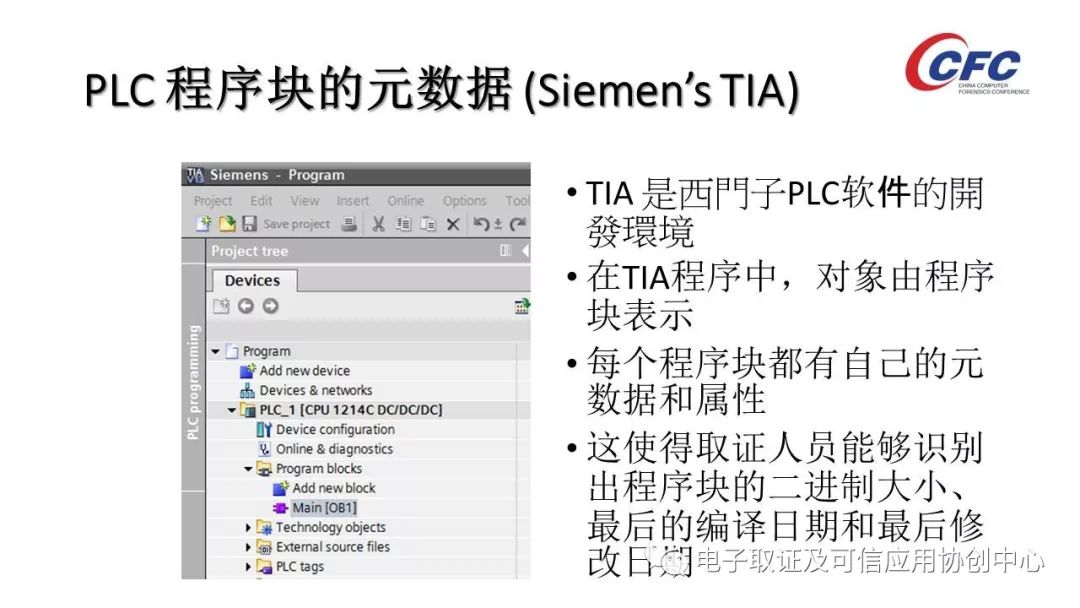 PLC 程序块的元数据 (Siemen’s TIA)
CFC
CHINA COMPUTER
FORENSICS CONFERENCE
Siemens - Program
Project Edit View Insert Online Options Tool
Save project
Project tree
Devices
PLC programming
Program
Add new device
Devices & networks
PLC_1 [CPU 1214C DC/DC/DC]
Device configuration
Online & diagnostics
Program blocks
Add new block
Main [OB1]
Technology objects
External source files
PLC tags
• TIA 是西門子PLC软件的開
發環境
• 在TIA程序中，对象由程序
块表示
• 每个程序块都有自己的元
数据和属性
• 这使得取证人员能够识别
出程序块的二进制大小、
最后的编译日期和最后修
改日期
电子取证及可信应用协创中心